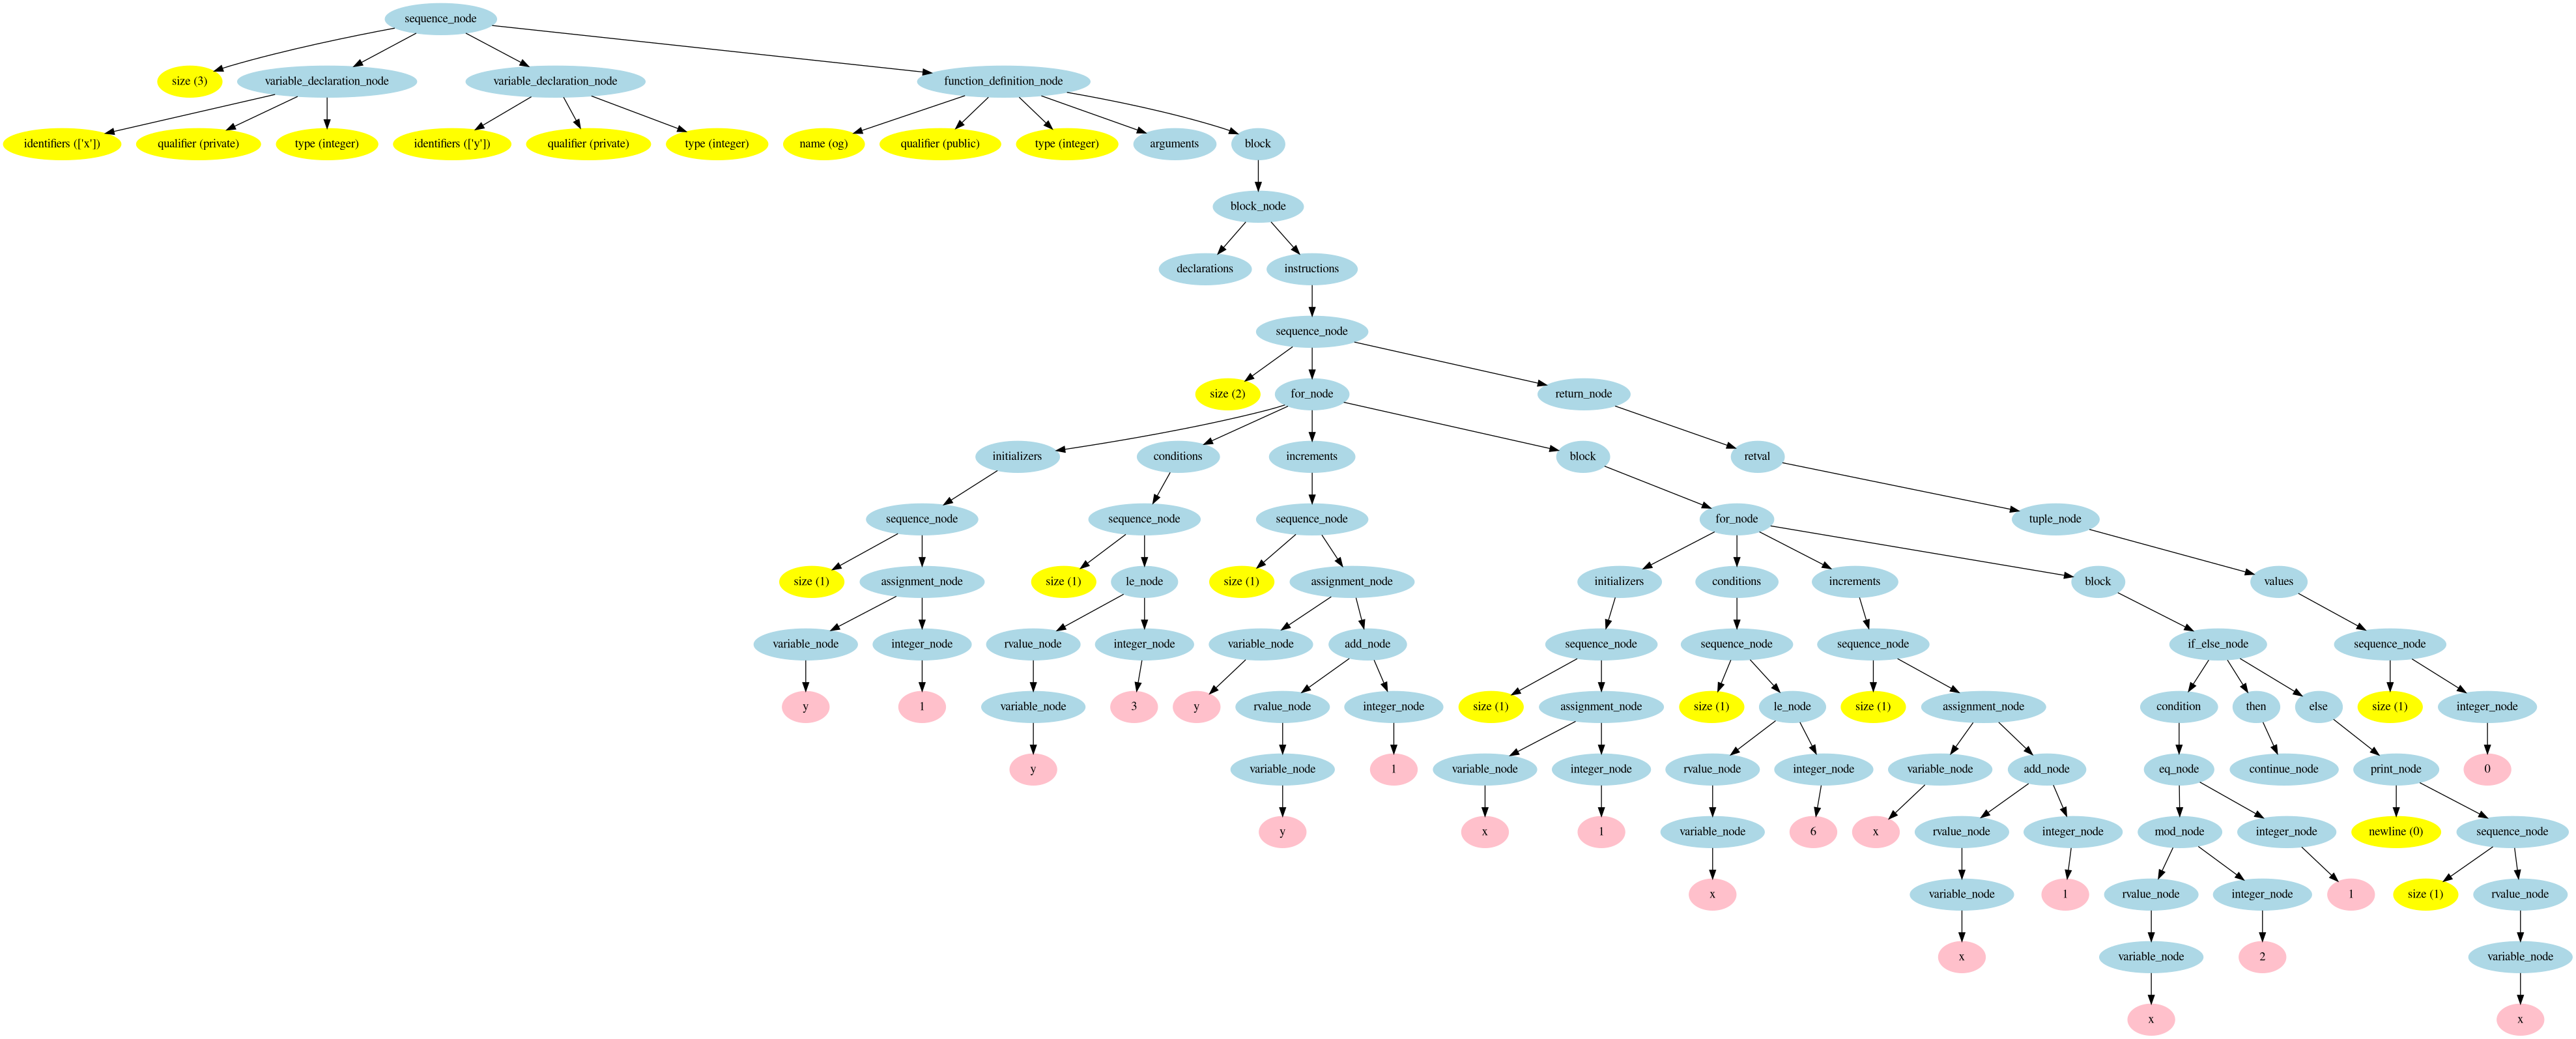 sequence_node
size (3)
variable_declaration_node
variable_declaration_node
function_definition_node
identifiers (['x'])
qualifier (private)
type (integer)
identifiers (['y'])
qualifier (private)
type (integer)
name (og)
qualifier (public)
type (integer)
arguments
block
block_node
declarations
instructions
sequence_node
size (2)
for_node
return_node
initializers
conditions
increments
block
retval
sequence_node
sequence_node
sequence_node
for_node
tuple_node
size (1)
assignment_node
size (1)
le_node
size (1)
assignment_node
initializers
conditions
increments
block
values
variable_node
integer_node
rvalue_node
integer_node
variable_node
add_node
sequence_node
sequence_node
sequence_node
if_else_node
sequence_node
y
1
variable_node
3
y
rvalue_node
integer_node
size (1)
assignment_node
size (1)
le_node
size (1)
assignment_node
condition
then
else
size (1)
integer_node
y
variable_node
1
variable_node
integer_node
rvalue_node
integer_node
variable_node
add_node
eq_node
continue_node
print_node
0
y
x
1
variable_node
6
x
rvalue_node
integer_node
mod_node
integer_node
newline (0)
sequence_node
x
variable_node
1
rvalue_node
integer_node
1
size (1)
rvalue_node
x
variable_node
2
variable_node
x
x